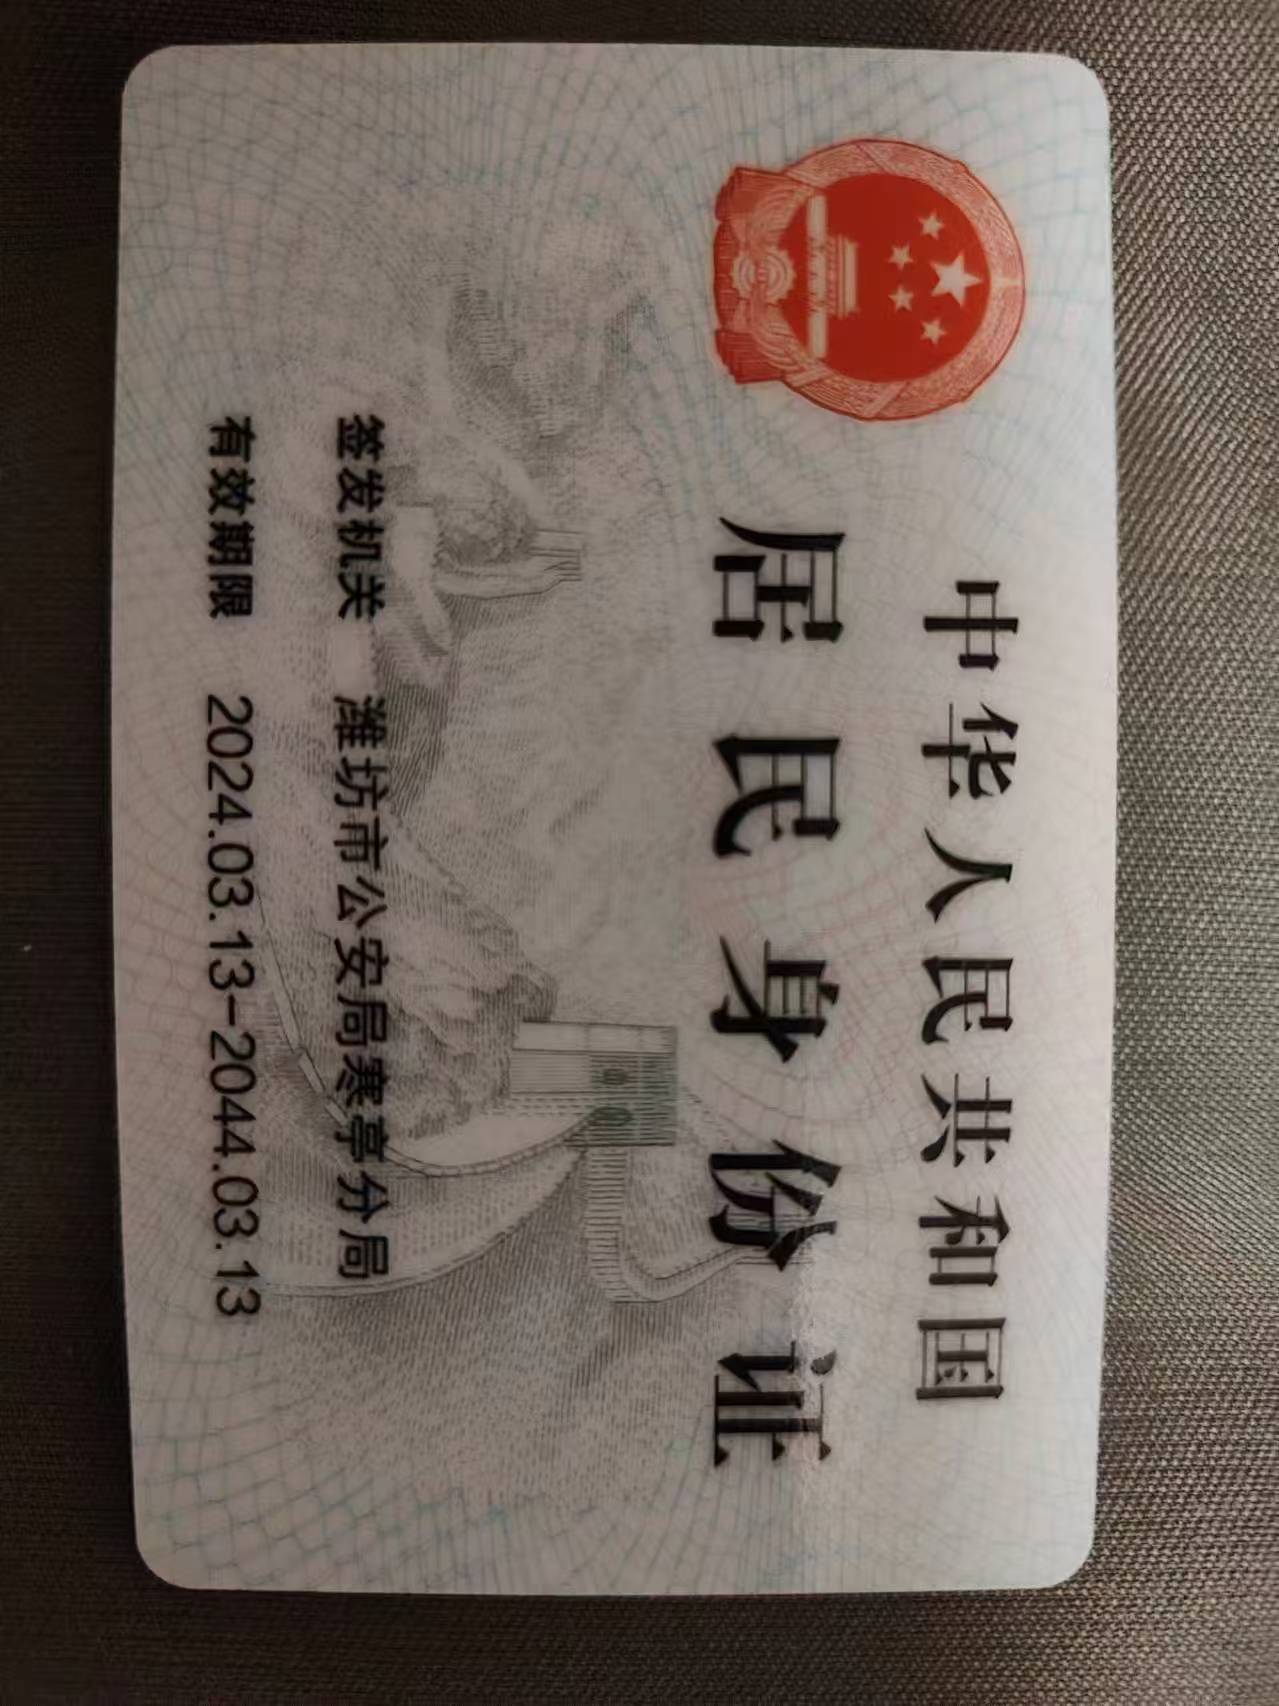 中华人民共和国
居民身份证
签发机关 潍坊市公安局寒亭分局
有效期限 2024.03.13-2044.03.13